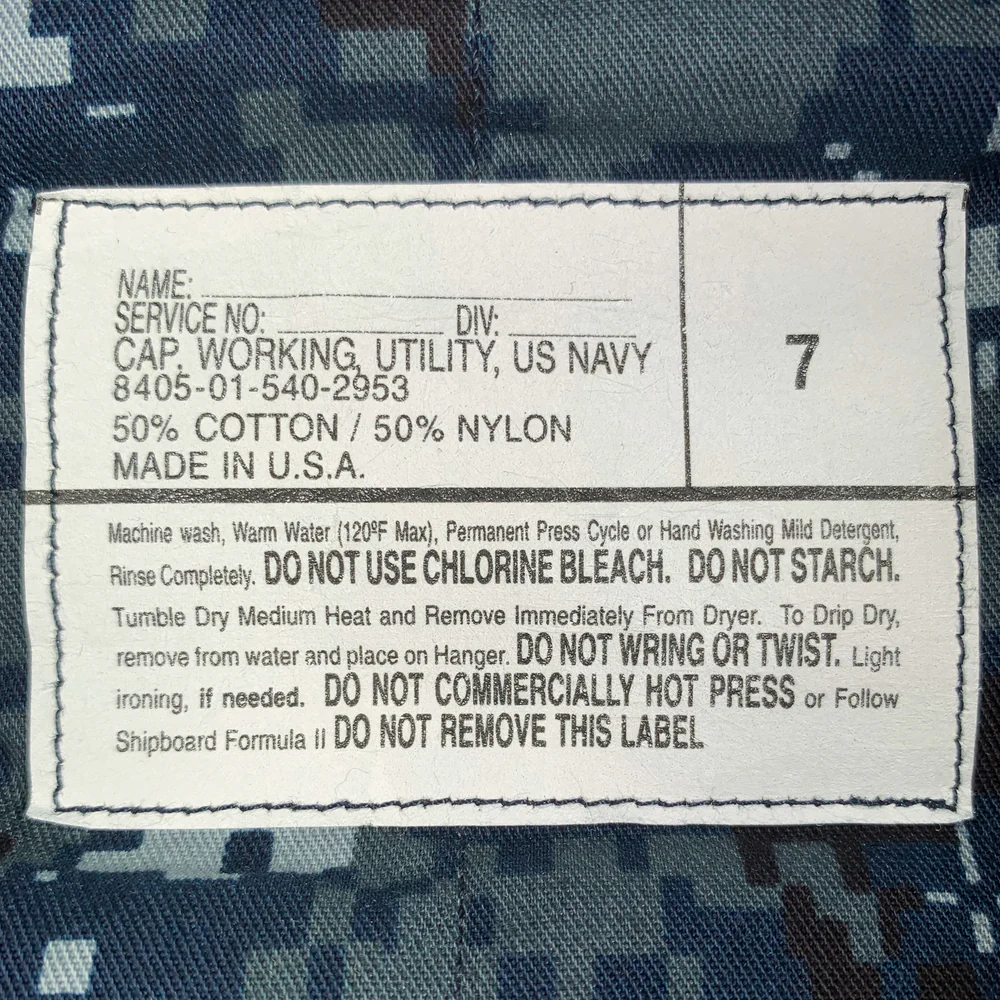 NAME:
SERVICE NO: DIV:
CAP, WORKING, UTILITY, US NAVY
8405-01-540-2953
50% COTTON / 50% NYLON
MADE IN U.S.A.
7
Machine wash, Warm Water (120ºF Max), Permanent Press Cycle or Hand Washing Mild Detergent,
Rinse Completely. DO NOT USE CHLORINE BLEACH. DO NOT STARCH.
Tumble Dry Medium Heat and Remove Immediately From Dryer. To Drip Dry,
remove from water and place on Hanger. DO NOT WRING OR TWIST. Light
ironing, if needed. DO NOT COMMERCIALLY HOT PRESS or Follow
Shipboard Formula II DO NOT REMOVE THIS LABEL